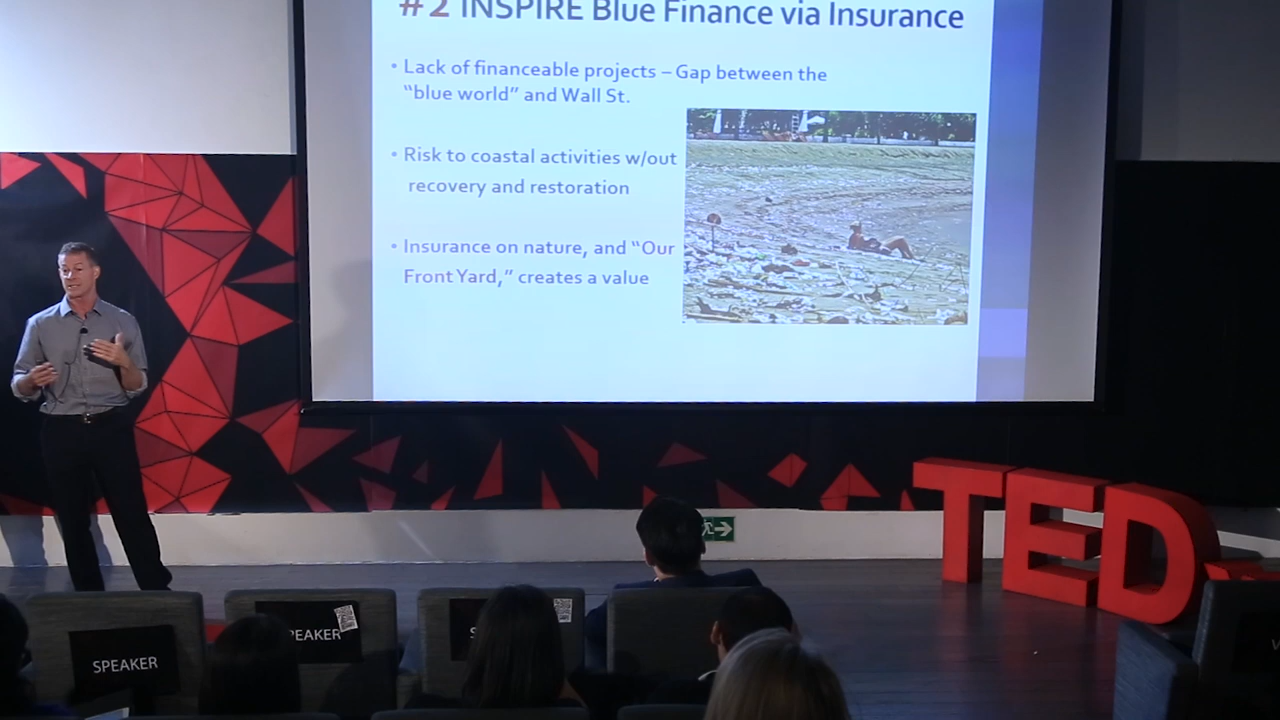 #2 INSPIRE Blue Finance via Insurance
• Lack of financeable projects – Gap between the
“blue world” and Wall St.
• Risk to coastal activities w/out
recovery and restoration
• Insurance on nature, and “Our
Front Yard,” creates a value
TEDx
SPEAKER
SPEAKER
S
V